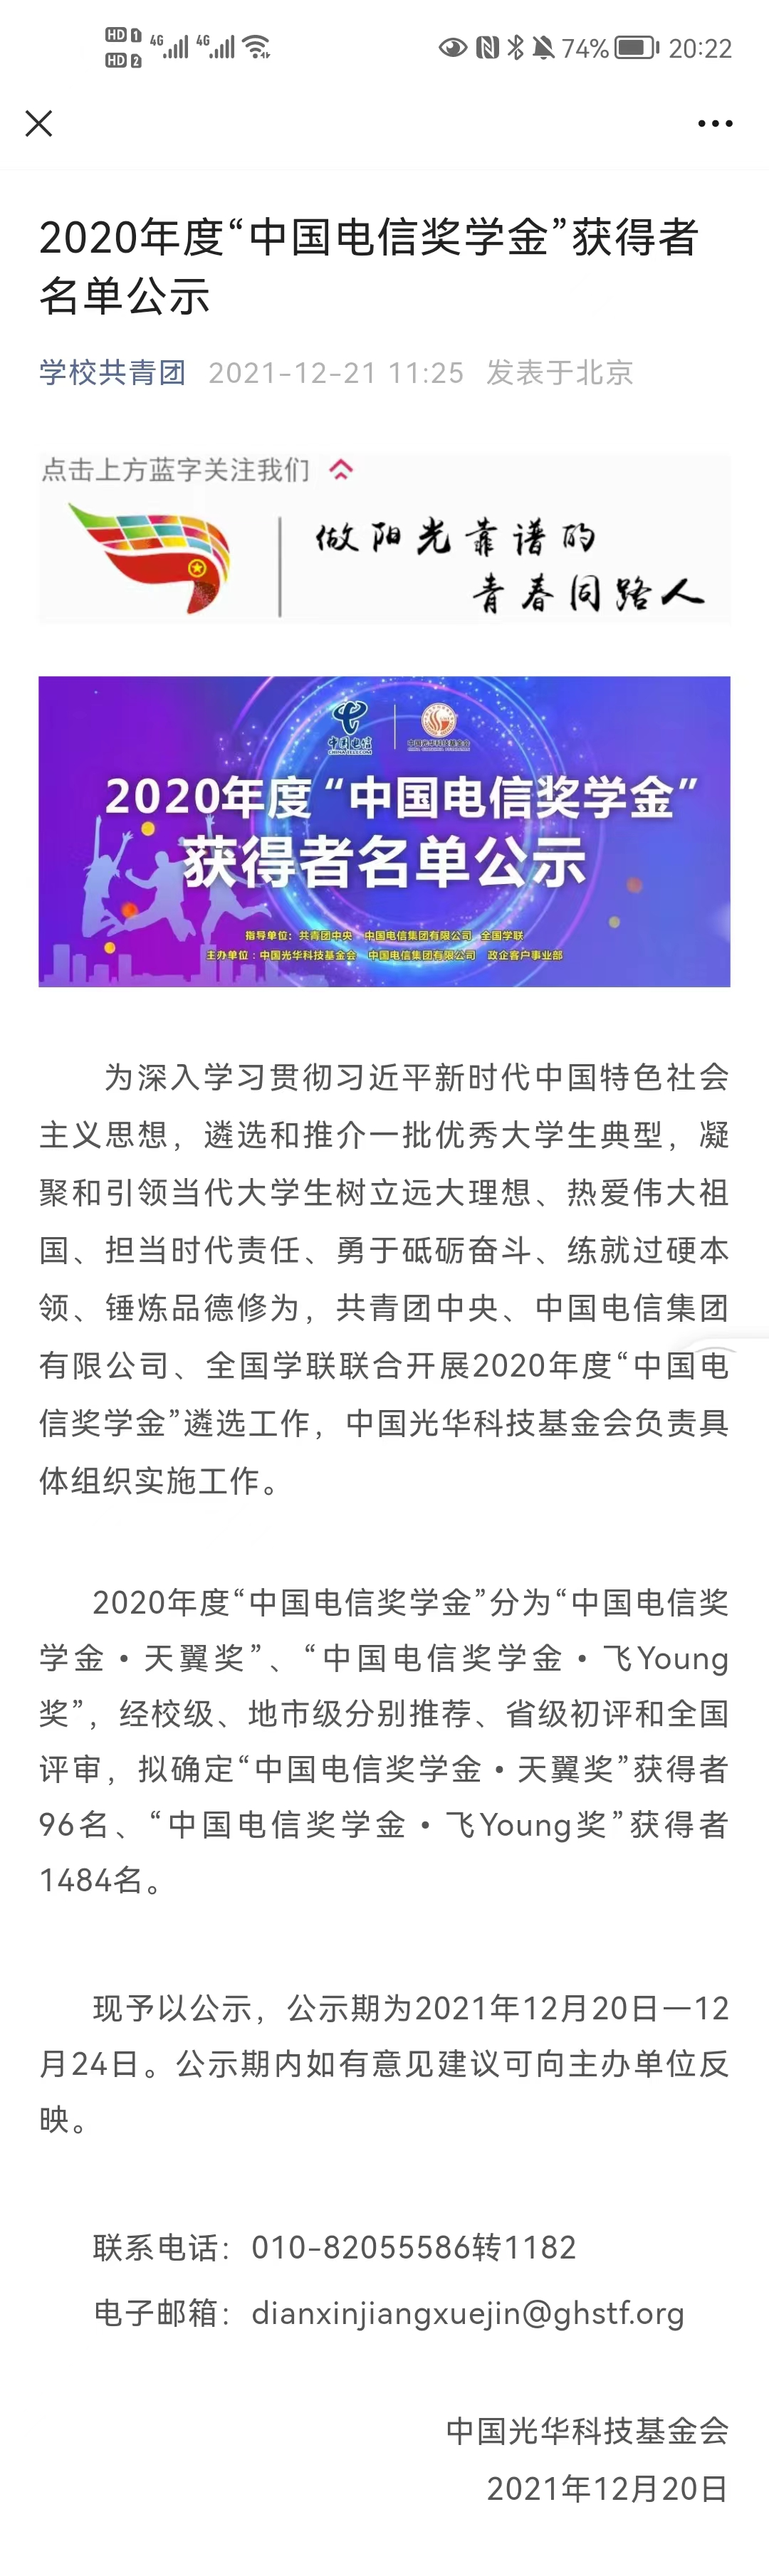 HD 1 4G 4G 74% 20:22
HD 2
2020年度“中国电信奖学金”获得者
名单公示
学校共青团 2021-12-21 11:25 发表于北京
点击上方蓝字关注我们
做阳光靠谱的
青春同路人
中国电信 中国光华科技基金会
CHINA TELECOM
2020年度“中国电信奖学金”
获得者名单公示
指导单位：共青团中央 中国电信集团有限公司 全国学联
主办单位：中国光华科技基金会 中国电信集团有限公司 政企客户事业部
为深入学习贯彻习近平新时代中国特色社会
主义思想，遴选和推介一批优秀大学生典型，凝
聚和引领当代大学生树立远大理想、热爱伟大祖
国、担当时代责任、勇于砥砺奋斗、练就过硬本
领、锤炼品德修为，共青团中央、中国电信集团
有限公司、全国学联联合开展2020年度“中国电
信奖学金”遴选工作，中国光华科技基金会负责具
体组织实施工作。
2020年度“中国电信奖学金”分为“中国电信奖
学金·天翼奖”、“中国电信奖学金·飞Young
奖”，经校级、地市级分别推荐、省级初评和全国
评审，拟确定“中国电信奖学金·天翼奖”获得者
96名、“中国电信奖学金·飞Young奖”获得者
1484名。
现予以公示，公示期为2021年12月20日—12
月24日。公示期内如有意见建议可向主办单位反
映。
联系电话：010-82055586转1182
电子邮箱：dianxinjiangxuejin@ghstf.org
中国光华科技基金会
2021年12月20日